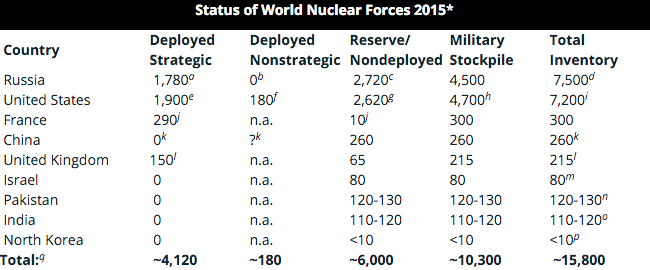 Status of World Nuclear Forces 2015*
Country Deployed Strategic Deployed Nonstrategic Reserve/Nondeployed Military Stockpile Total Inventory
Russia 1,780a 0b 2,720c 4,500 7,500d
United States 1,900e 180f 2,620g 4,700h 7,200i
France 290j n.a. 10j 300 300
China 0k ?k 260 260 260k
United Kingdom 150l n.a. 65 215 215l
Israel 0 n.a. 80 80 80m
Pakistan 0 n.a. 120-130 120-130 120-130n
India 0 n.a. 110-120 110-120 110-120o
North Korea 0 n.a. <10 <10 <10p
Total:q ~4,120 ~180 ~6,000 ~10,300 ~15,800